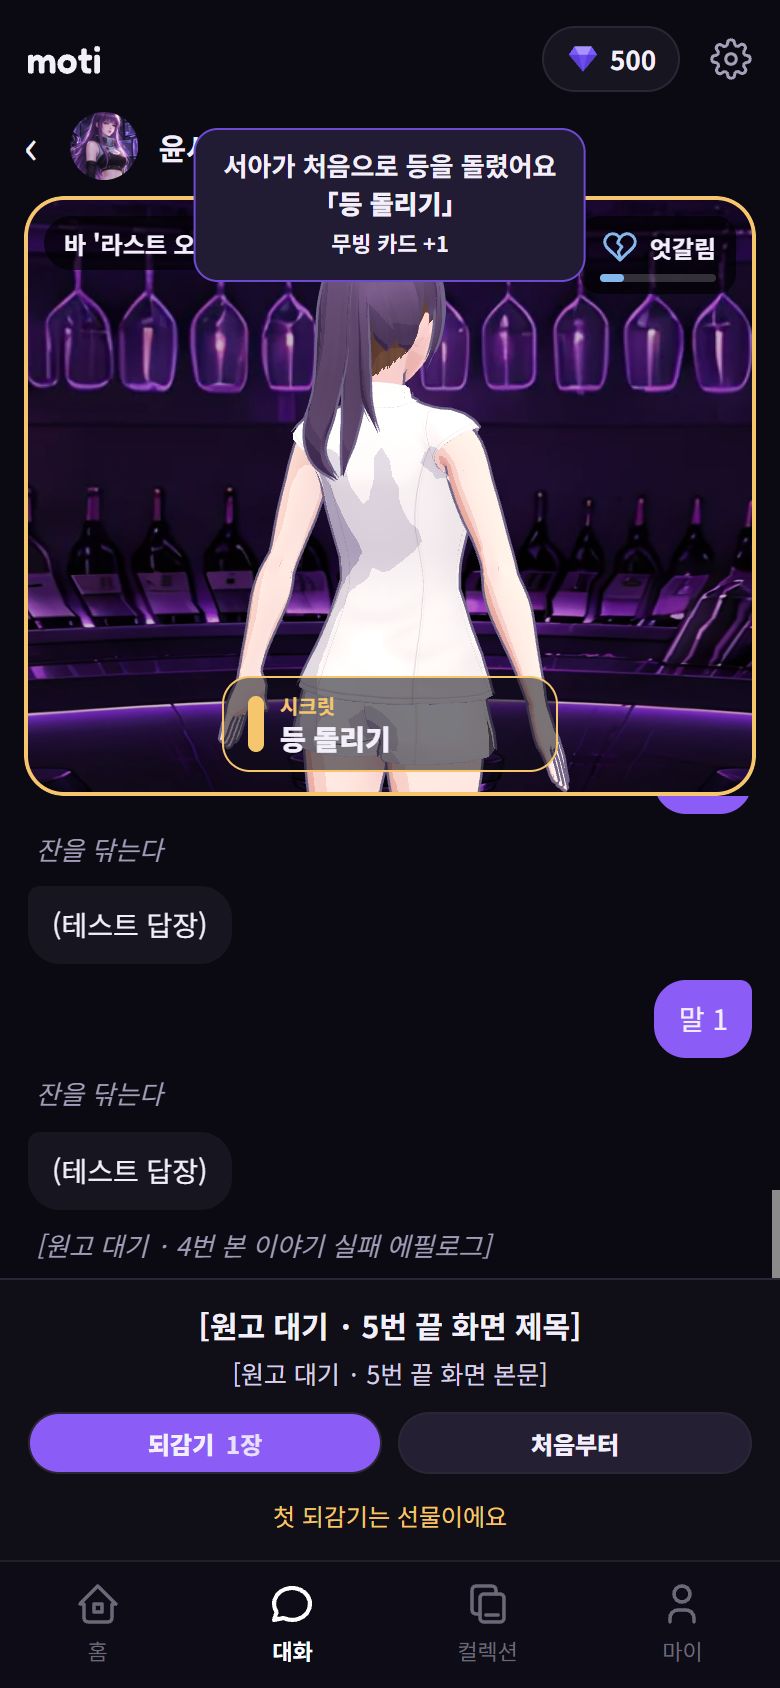 moti
500
윤
서아가 처음으로 등을 돌렸어요
「등 돌리기」
무빙 카드 +1
바 '라스트 오
엇갈림
시크릿
등 돌리기
잔을 닦는다
(테스트 답장)
말 1
잔을 닦는다
(테스트 답장)
[원고 대기 · 4번 본 이야기 실패 에필로그]
[원고 대기 · 5번 끝 화면 제목]
[원고 대기 · 5번 끝 화면 본문]
되감기 1장
처음부터
첫 되감기는 선물이에요
홈
대화
컬렉션
마이